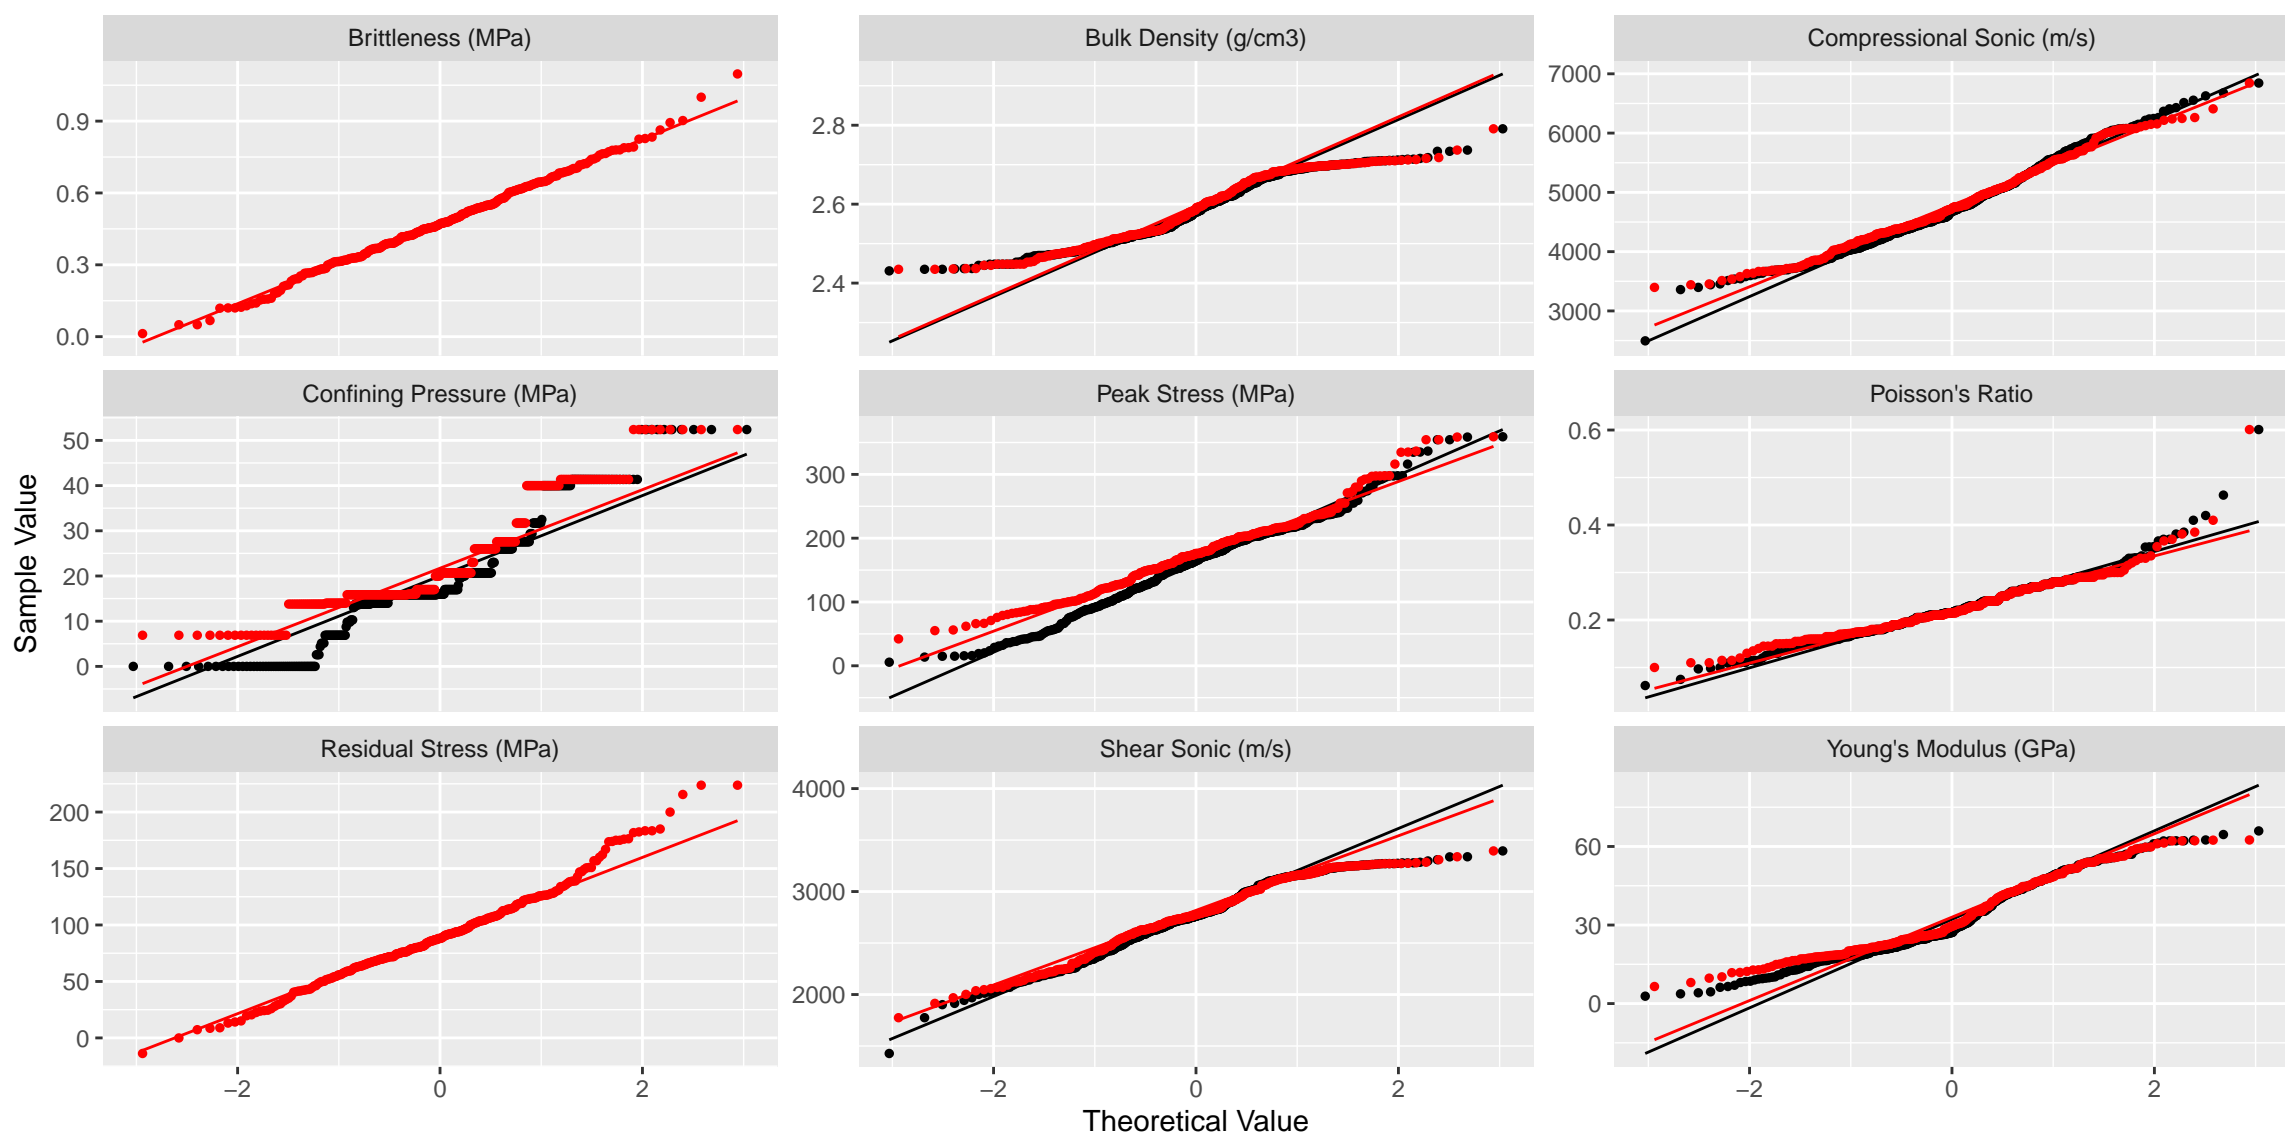 Brittleness (MPa)
Bulk Density (g/cm3)
Compressional Sonic (m/s)
0.9
0.6
0.3
0.0
2.8
2.6
2.4
7000
6000
5000
4000
3000
Confining Pressure (MPa)
Peak Stress (MPa)
Poisson's Ratio
50
40
30
20
10
0
300
200
100
0
0.6
0.4
0.2
Sample Value
Residual Stress (MPa)
Shear Sonic (m/s)
Young's Modulus (GPa)
200
150
100
50
0
4000
3000
2000
60
30
0
−2 0 2
−2 0 2
−2 0 2
Theoretical Value